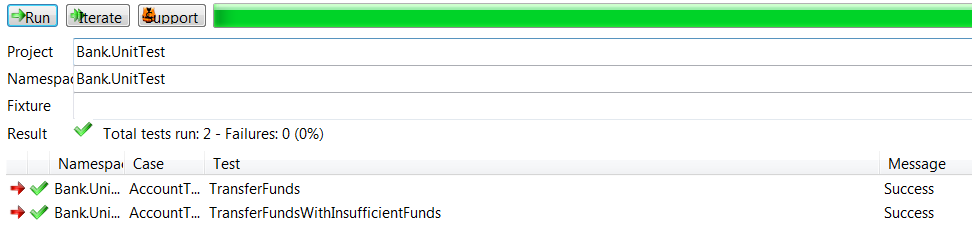 Run Iterate Support
Project Bank.UnitTest
Namespac Bank.UnitTest
Fixture
Result Total tests run: 2 - Failures: 0 (0%)
Namespac Case Test Message
Bank.Uni... AccountT... TransferFunds Success
Bank.Uni... AccountT... TransferFundsWithInsufficientFunds Success